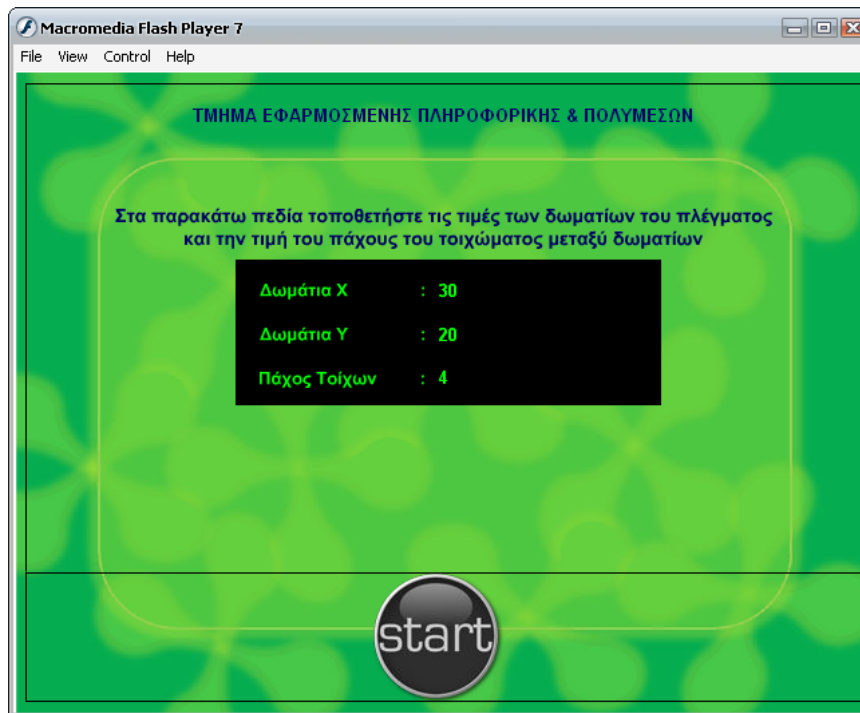 Macromedia Flash Player 7
File View Control Help
ΤΜΗΜΑ ΕΦΑΡΜΟΣΜΕΝΗΣ ΠΛΗΡΟΦΟΡΙΚΗΣ & ΠΟΛΥΜΕΣΩΝ
Στα παρακάτω πεδία τοποθετήστε τις τιμές των δωματίων του πλέγματος
και την τιμή του πάχους του τοιχώματος μεταξύ δωματίων
Δωμάτια Χ : 30
Δωμάτια Υ : 20
Πάχος Τοίχων : 4
start